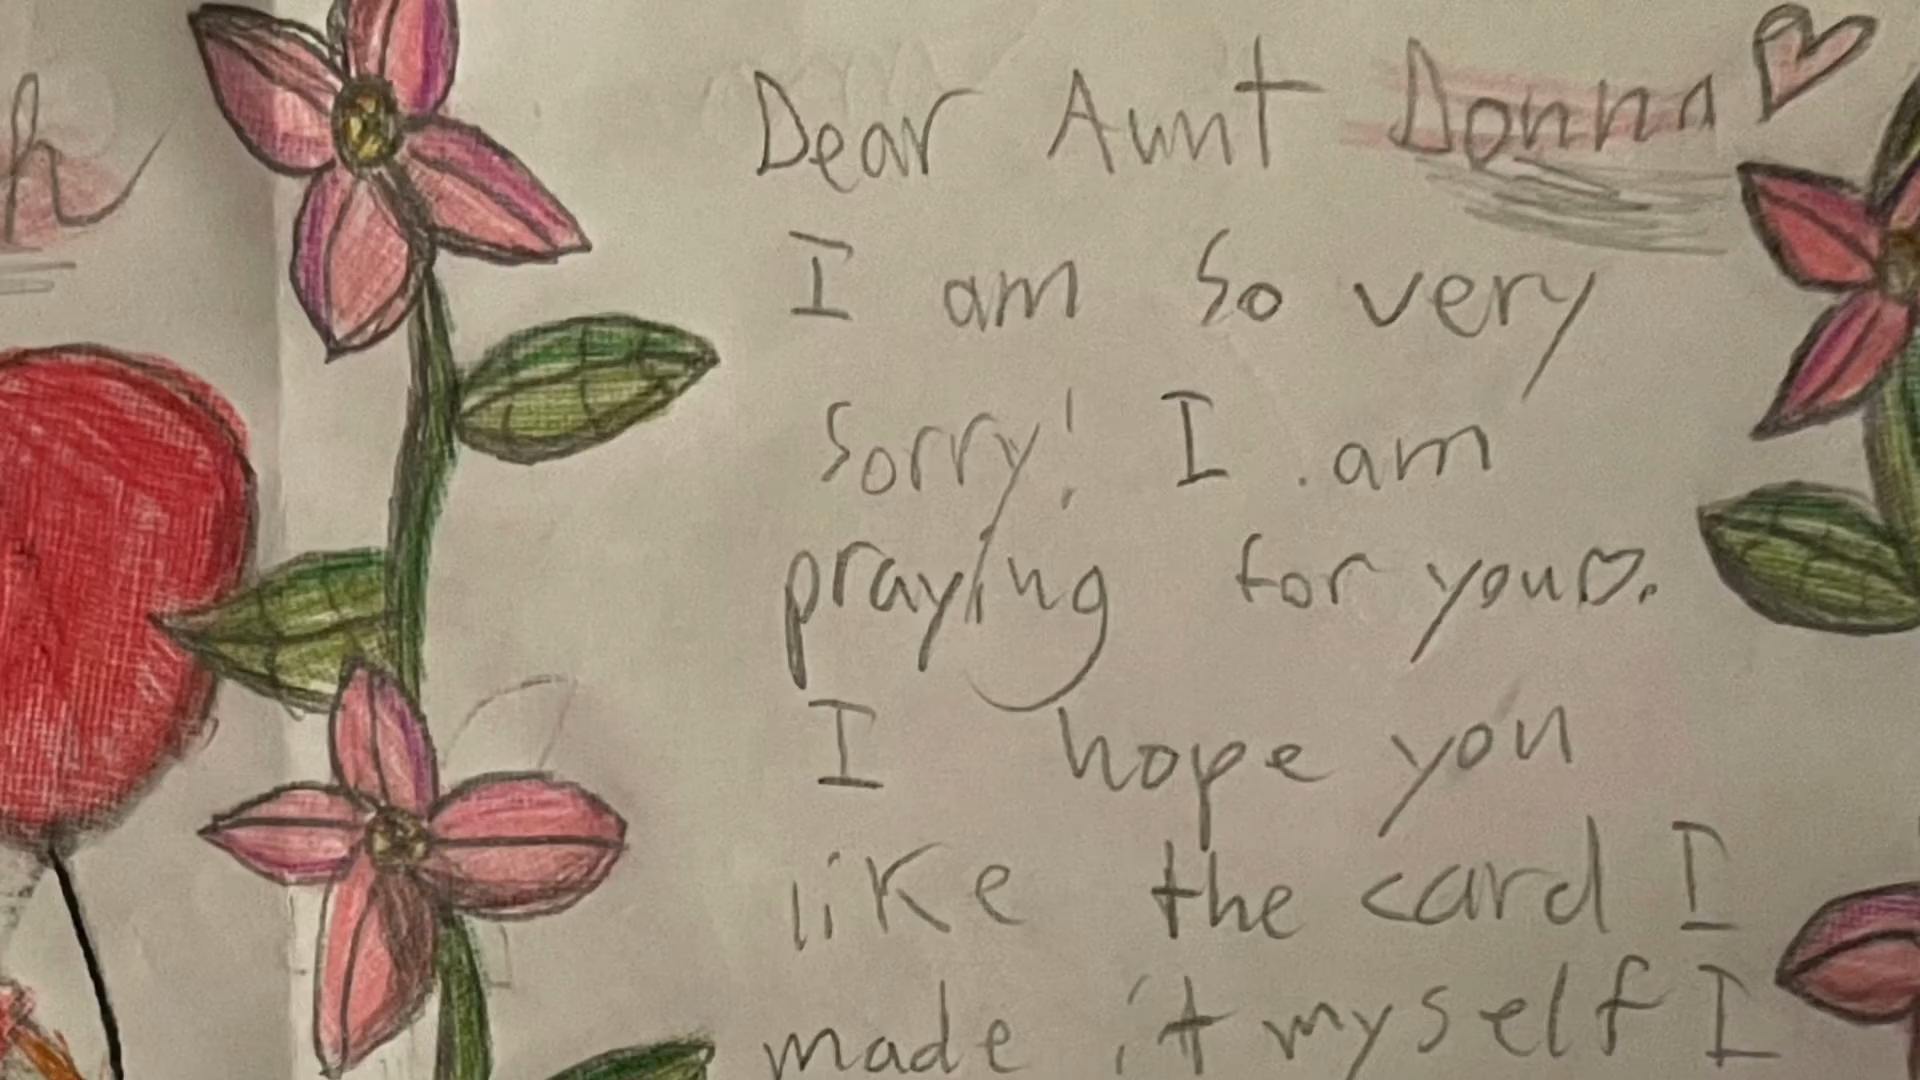 Dear Aunt Donna♡
I am so very
sorry! I am
praying for you♡.
I hope you
like the card I
made it myself I